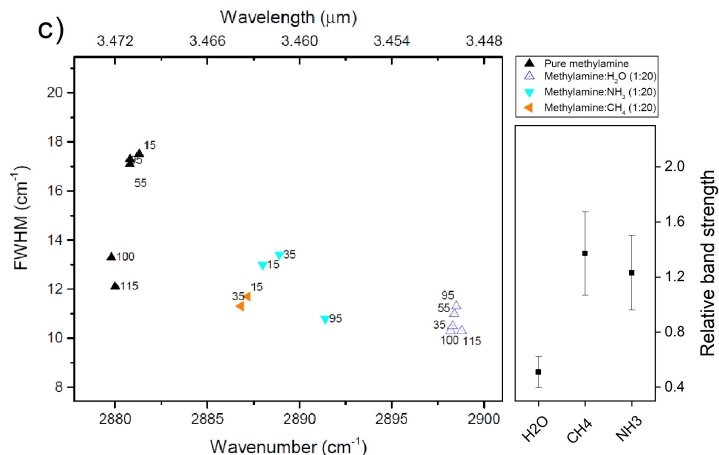 c)
Wavelength (μm)
3.472 3.466 3.460 3.454 3.448
Pure methylamine
Methylamine:H2O (1:20)
Methylamine:NH3 (1:20)
Methylamine:CH4 (1:20)
FWHM (cm-1)
20
18
16
14
12
10
8
15
55
100
115
35
15
15
35
95
95
55
35
100 115
2880 2885 2890 2895 2900
Wavenumber (cm-1)
2.0
1.6
1.2
0.8
0.4
Relative band strength
H2O CH4 NH3